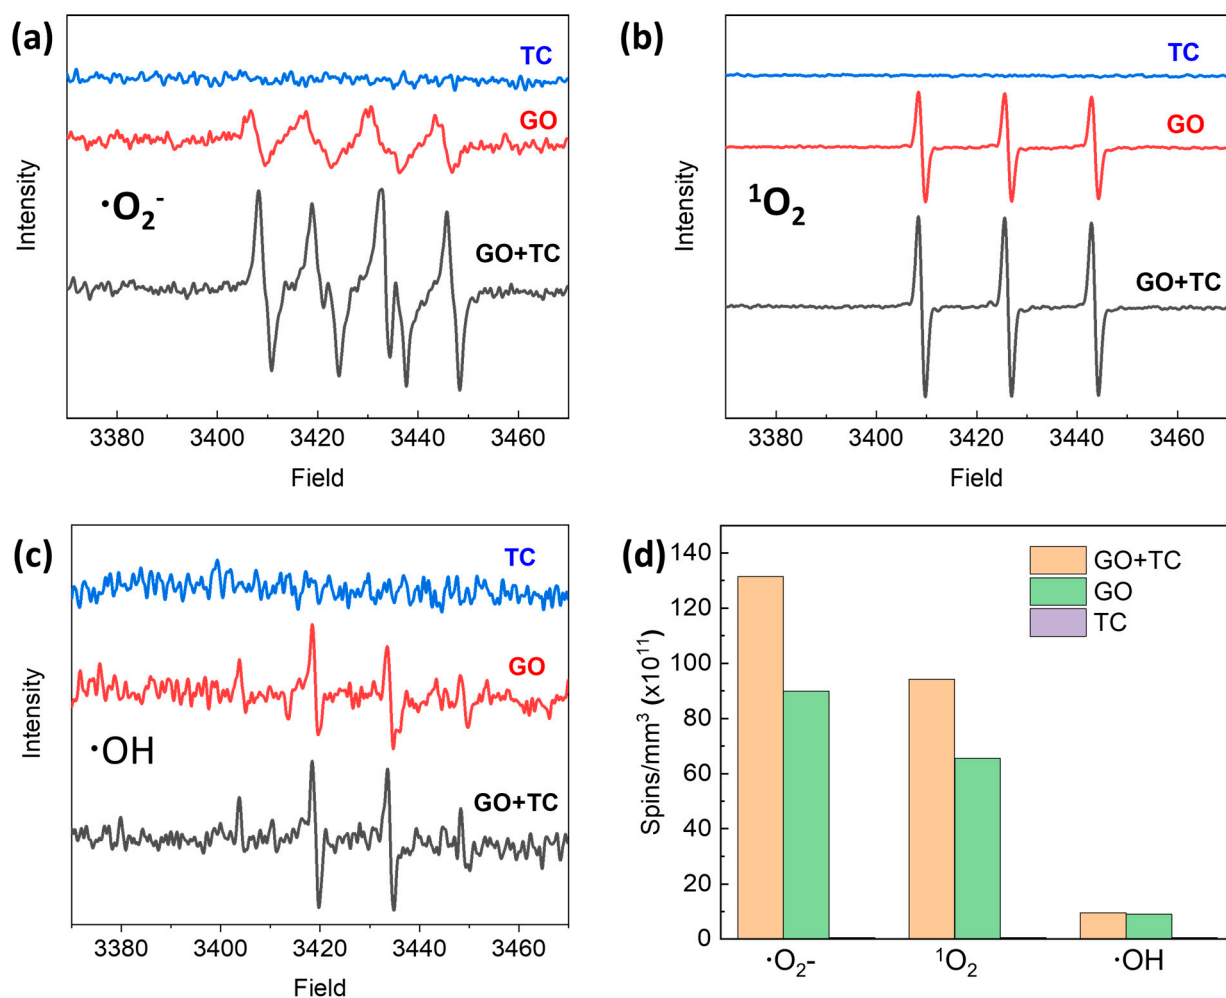 (a)
TC
GO
·O₂⁻
GO+TC
Intensity
3380 3400 3420 3440 3460
Field
(b)
TC
GO
¹O₂
GO+TC
Intensity
3380 3400 3420 3440 3460
Field
(c)
TC
GO
·OH
GO+TC
Intensity
3380 3400 3420 3440 3460
Field
(d)
GO+TC
GO
TC
Spins/mm³ (x10¹¹)
140
120
100
80
60
40
20
0
·O₂- ¹O₂ ·OH